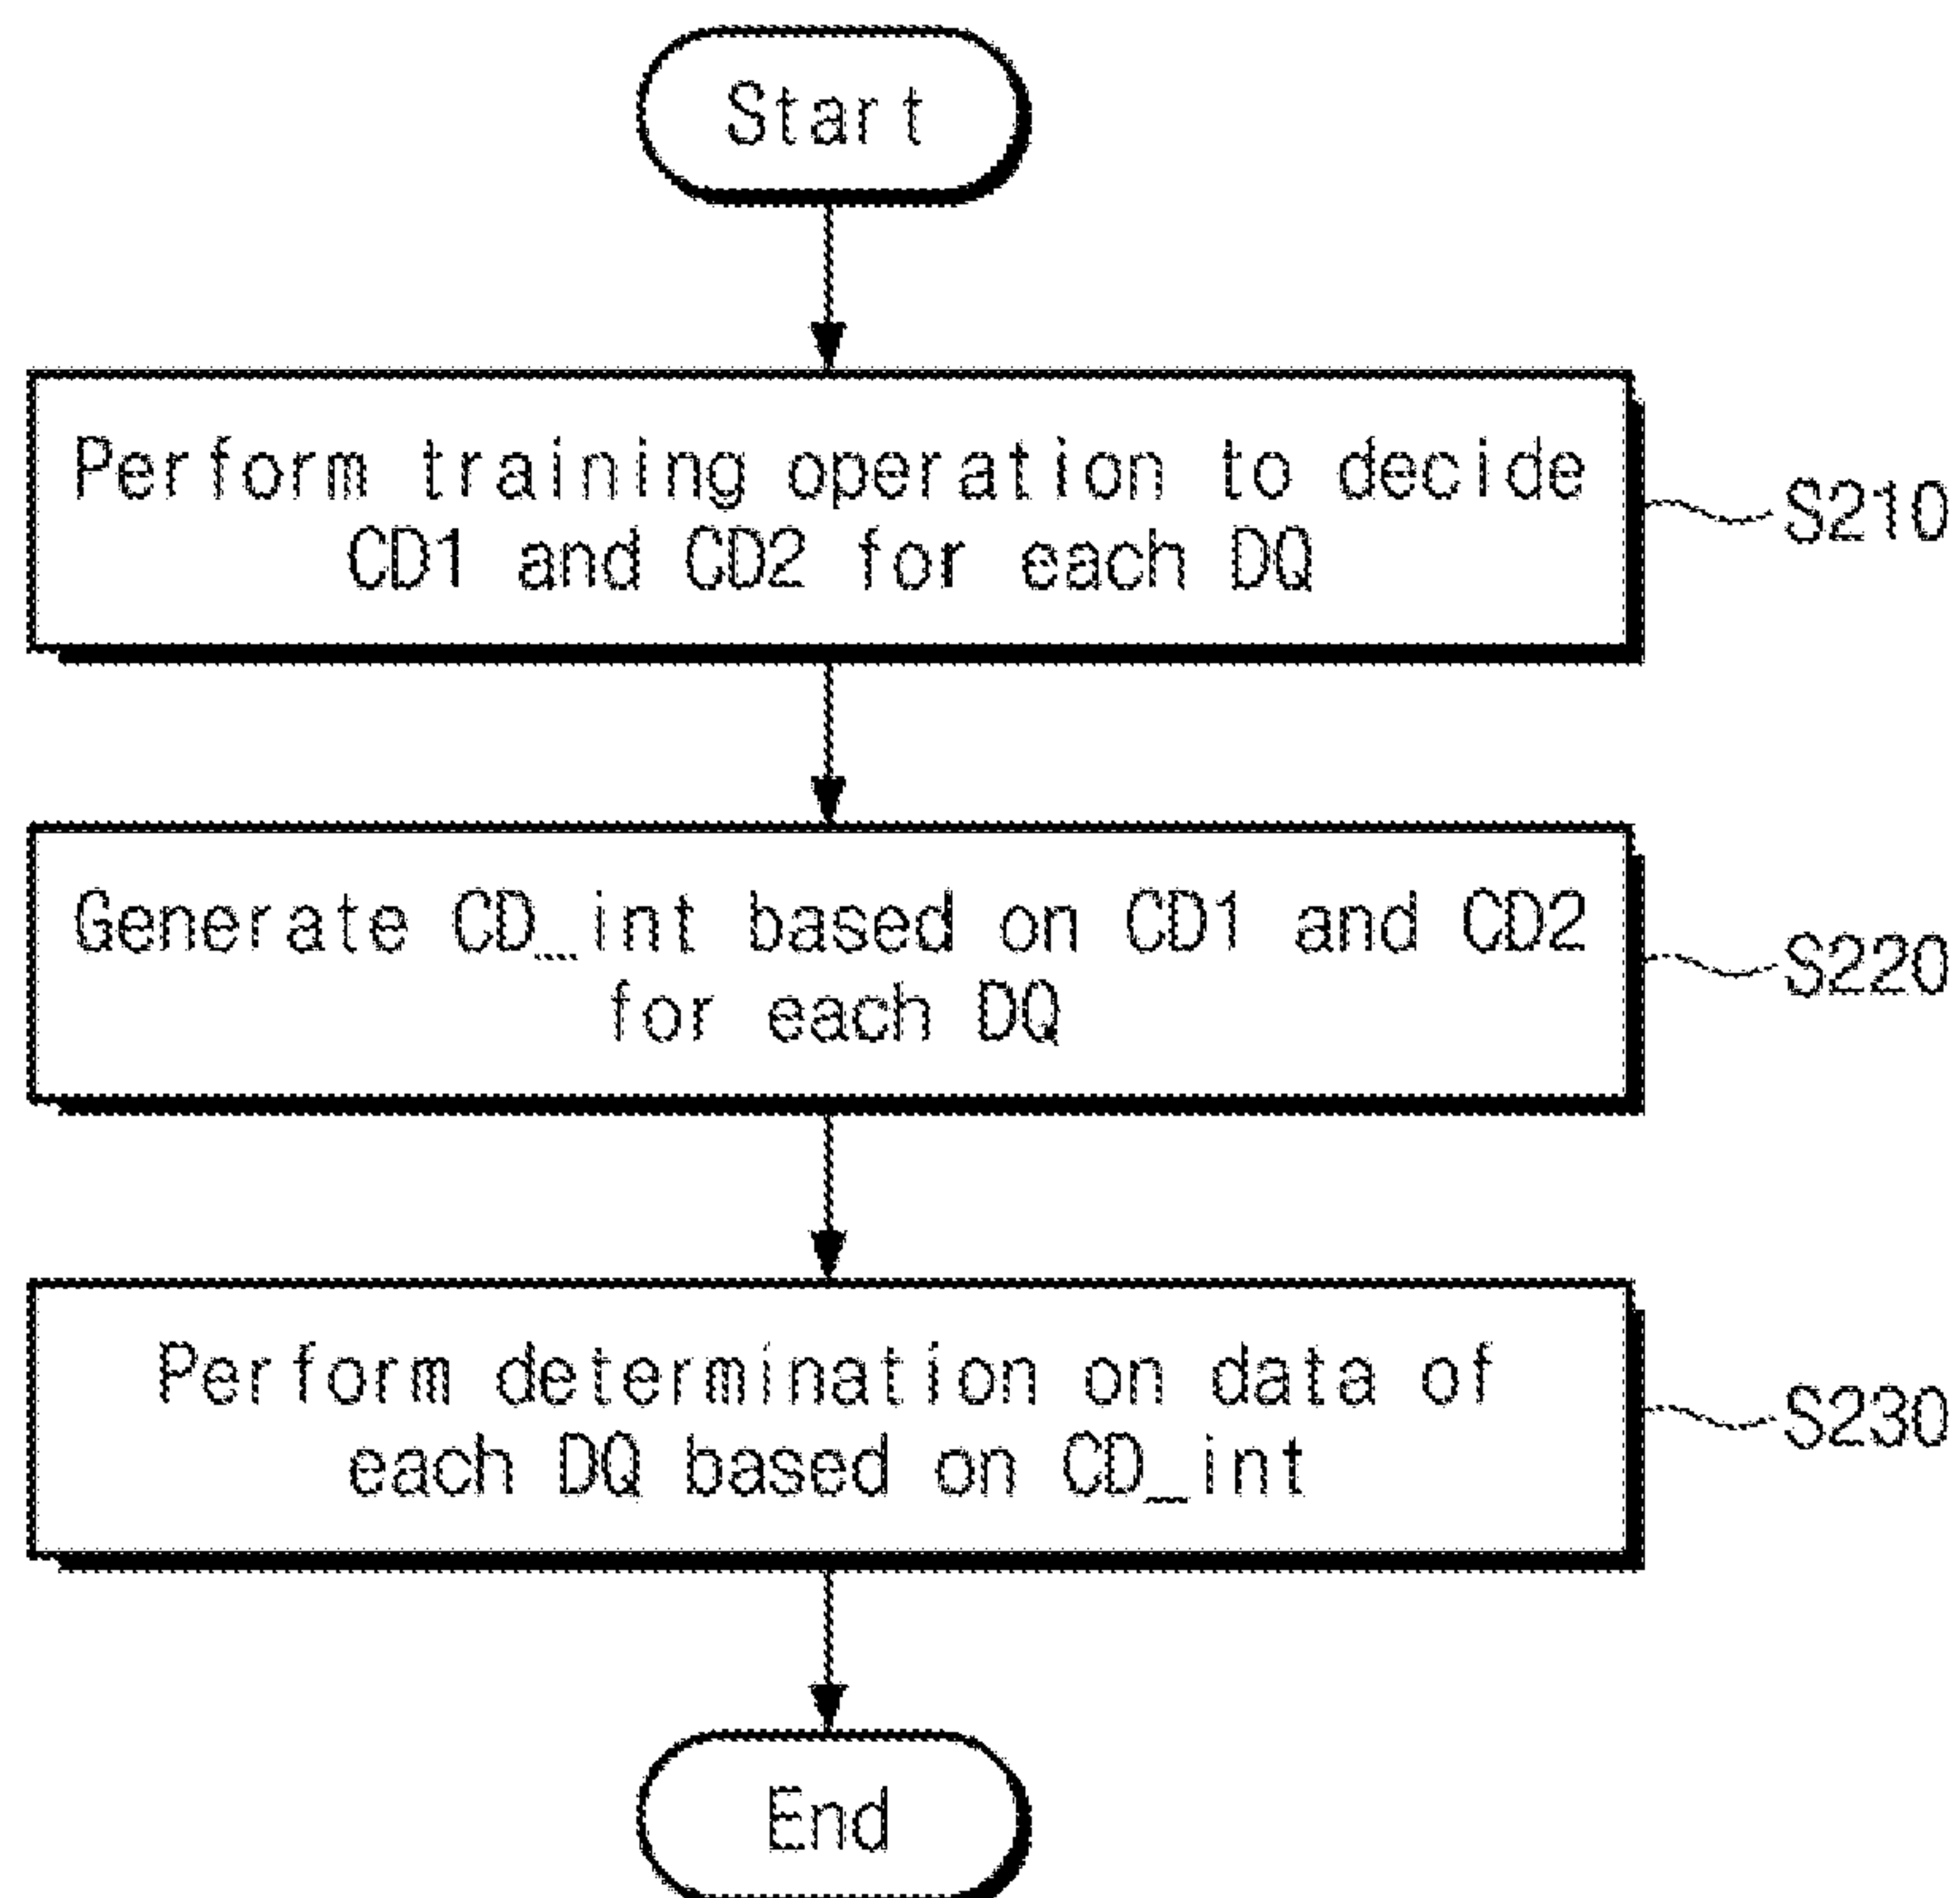 Start
Perform training operation to decide
CD1 and CD2 for each DQ
S210
Generate CD_int based on CD1 and CD2
for each DQ
S220
Perform determination on data of
each DQ based on CD_int
S230
End